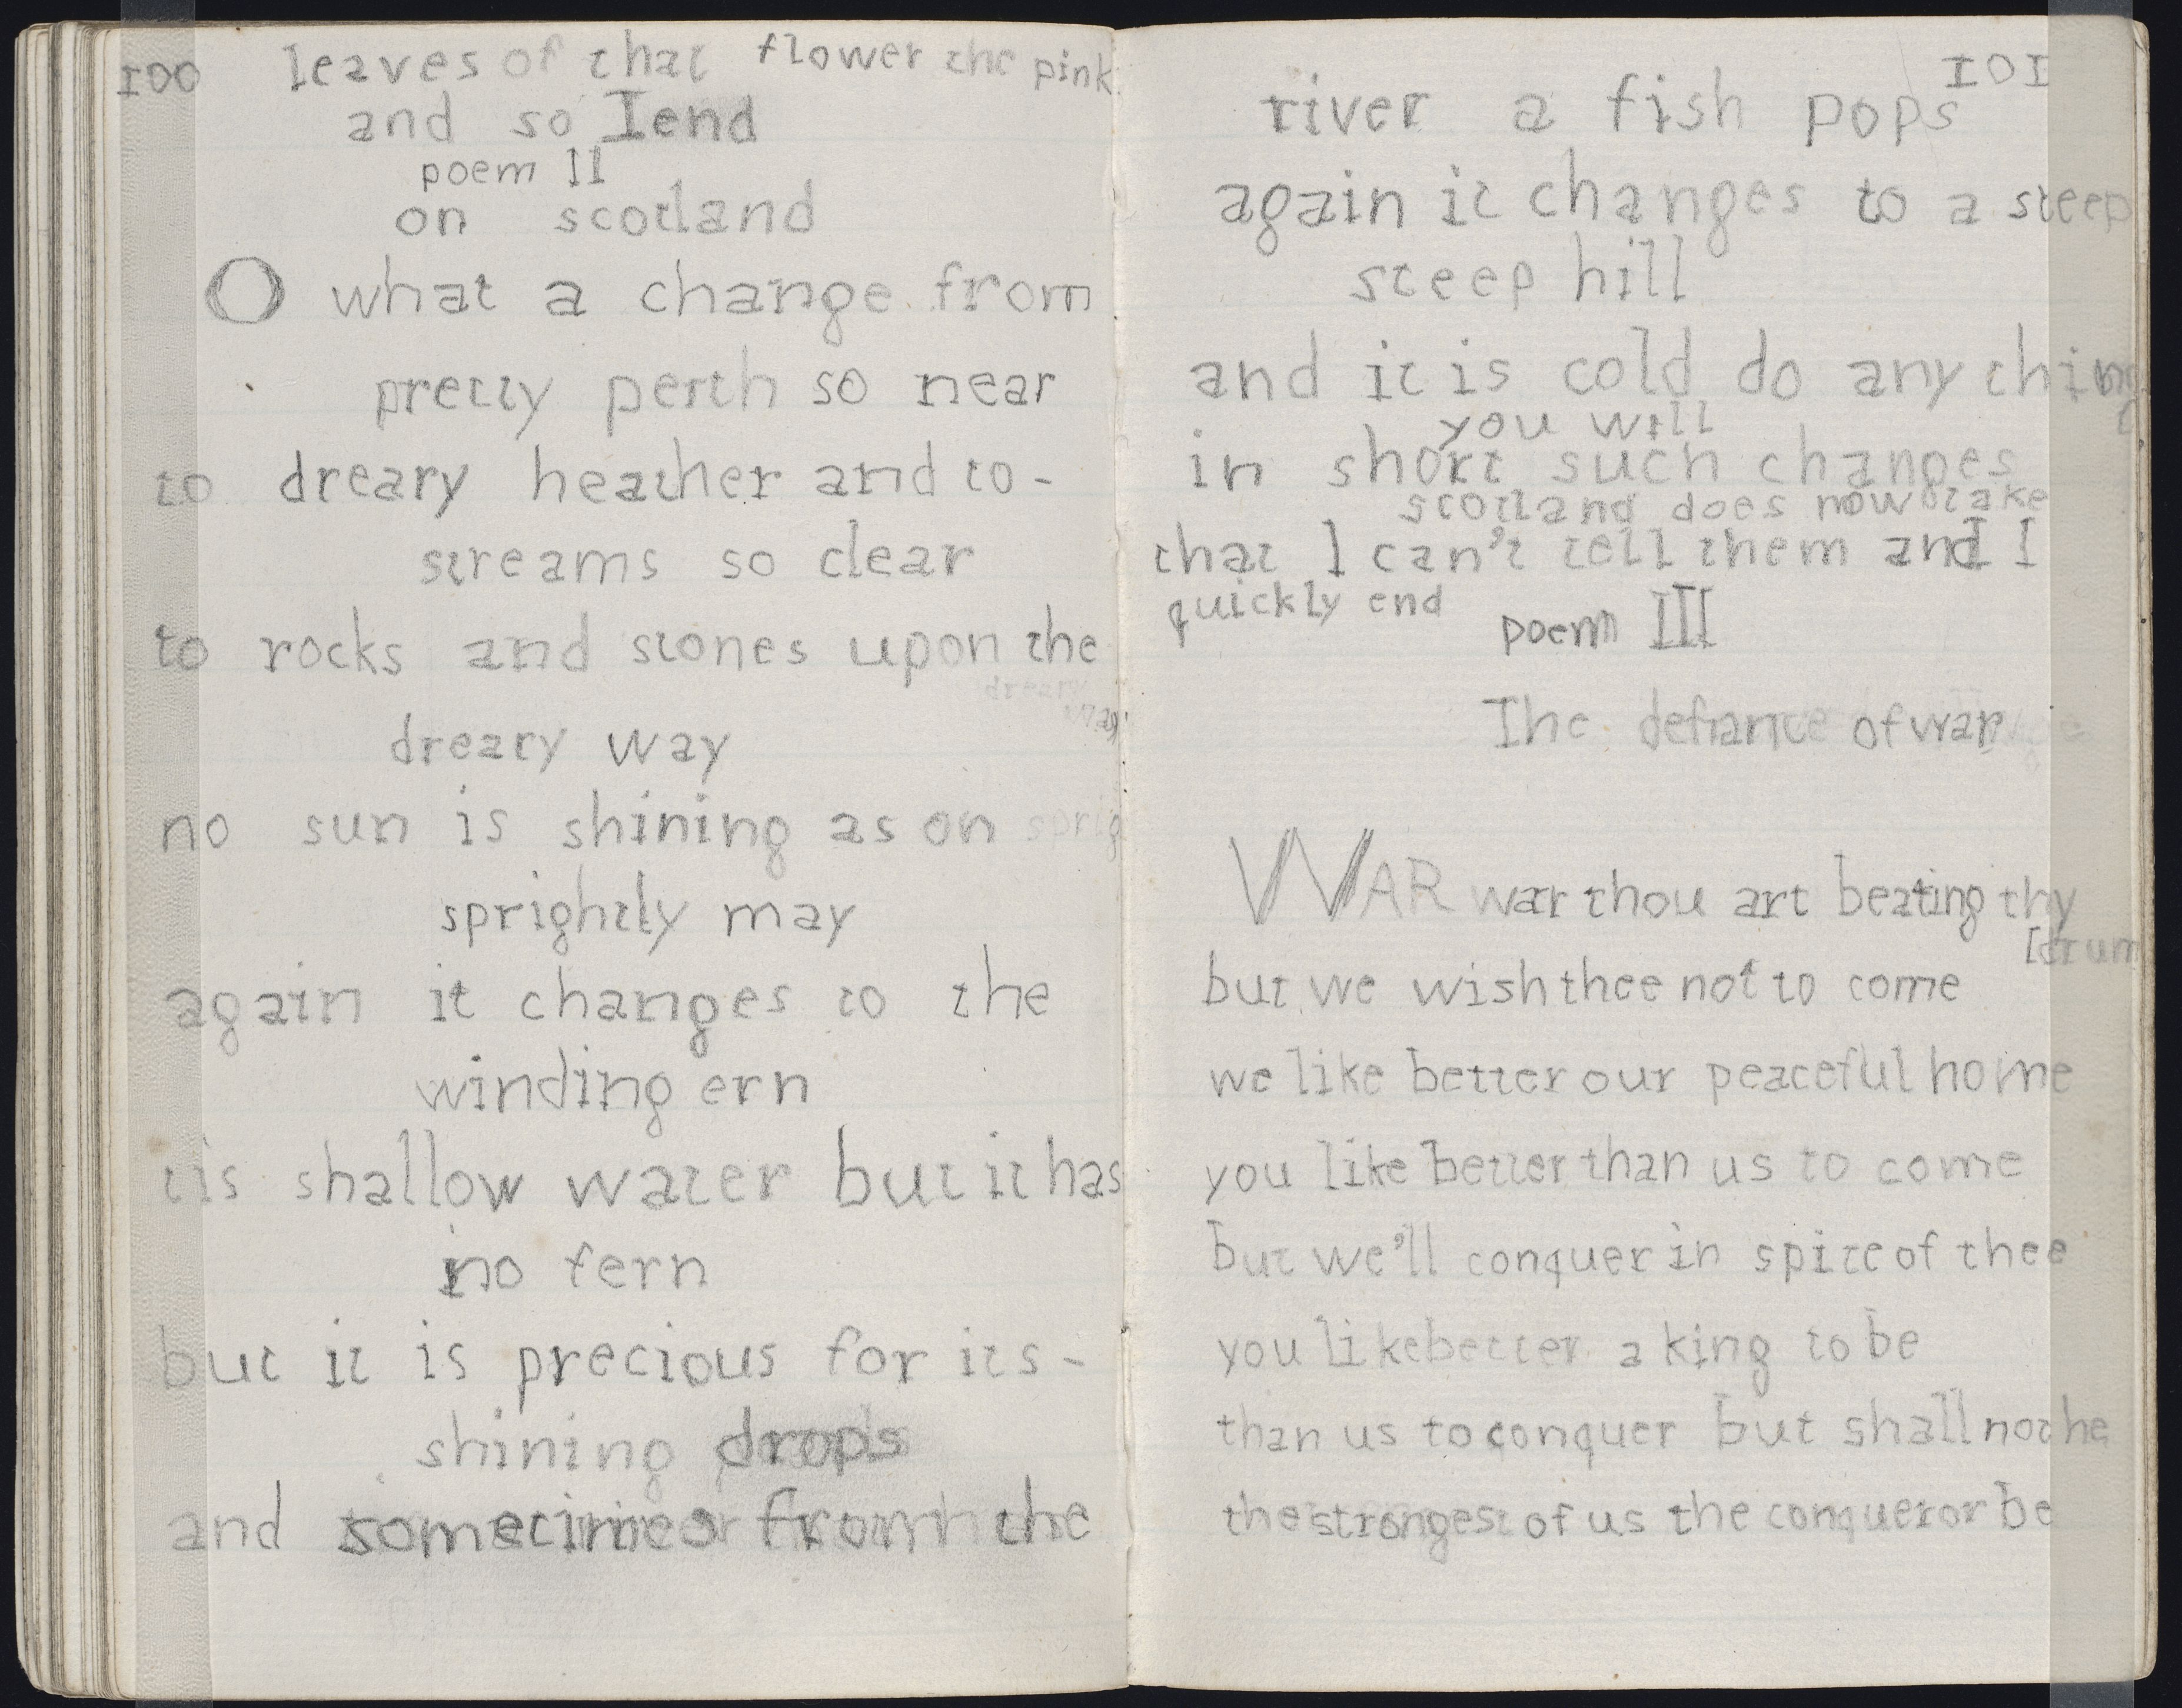 100 leaves of that flower the pink
and so I end
poem II
on scotland
O what a change from
pretty perth so near
to dreary heather and to-
streams so clear
to rocks and stones upon the
dreary way
no sun is shining as on
sprightly may
again it changes to the
winding ern
tis shallow water but it has
no fern
but it is precious for its-
shining drops
and sometimes from the
101
river a fish pops
again it changes to a steep
steep hill
and it is cold do any thing
you will
in short such changes
scotland does now take
that I can't tell them and I
quickly end
poem III
The defiance of war
WAR war thou art beating thy
[drum
but we wish thee not to come
we like better our peaceful home
you like better than us to come
but we'll conquer in spite of thee
you like better a king to be
than us to conquer but shall not he
the strongest of us the conqueror be